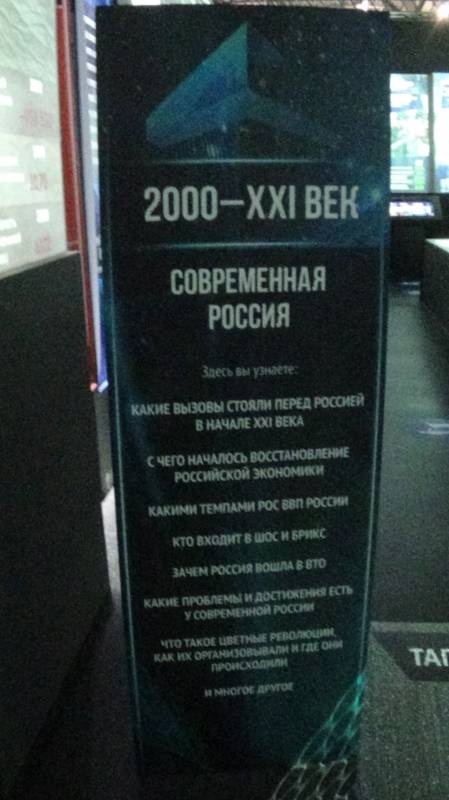 2000–XXI ВЕК
СОВРЕМЕННАЯ
РОССИЯ
Здесь вы узнаете:
КАКИЕ ВЫЗОВЫ СТОЯЛИ ПЕРЕД РОССИЕЙ
В НАЧАЛЕ XXI ВЕКА
С ЧЕГО НАЧАЛОСЬ ВОССТАНОВЛЕНИЕ
РОССИЙСКОЙ ЭКОНОМИКИ
КАКИМИ ТЕМПАМИ РОС ВВП РОССИИ
КТО ВХОДИТ В ШОС И БРИКС
ЗАЧЕМ РОССИЯ ВОШЛА В ВТО
КАКИЕ ПРОБЛЕМЫ И ДОСТИЖЕНИЯ ЕСТЬ
У СОВРЕМЕННОЙ РОССИИ
ЧТО ТАКОЕ ЦВЕТНЫЕ РЕВОЛЮЦИИ,
КАК ИХ ОРГАНИЗОВЫВАЛИ И ГДЕ ОНИ
ПРОИСХОДИЛИ
И МНОГОЕ ДРУГОЕ